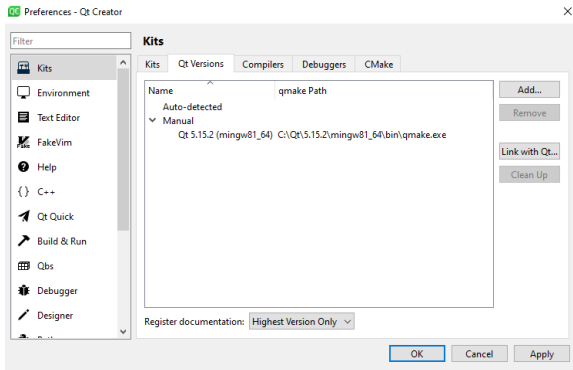 Preferences - Qt Creator
Filter
Kits
Environment
Text Editor
FakeVim
Help
C++
Qt Quick
Build & Run
Qbs
Debugger
Designer
Kits
Kits Qt Versions Compilers Debuggers CMake
Name qmake Path
Auto-detected
Manual
Qt 5.15.2 (mingw81_64) C:\Qt\5.15.2\mingw81_64\bin\qmake.exe
Add...
Remove
Link with Qt...
Clean Up
Register documentation: Highest Version Only
OK Cancel Apply